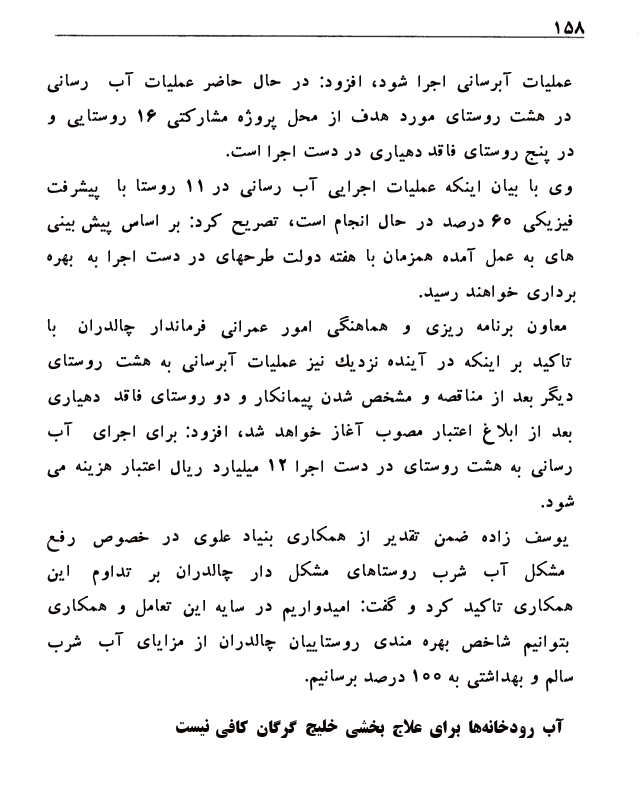 ۱۵۸
عملیات آبرسانی اجرا شود، افزود: در حال حاضر عملیات آب رسانی
در هشت روستای مورد هدف از محل پروژه مشارکتی ۱۶ روستایی و
در پنج روستای فاقد دهیاری در دست اجرا است.
وی با بیان اینکه عملیات اجرایی آب رسانی در ۱۱ روستا با پیشرفت
فیزیکی ۶۰ درصد در حال انجام است، تصریح کرد: بر اساس پیش بینی
های به عمل آمده همزمان با هفته دولت طرحهای در دست اجرا به بهره
برداری خواهند رسید.
معاون برنامه ریزی و هماهنگی امور عمرانی فرماندار چالدران با
تاکید بر اینکه در آینده نزدیك نیز عملیات آبرسانی به هشت روستای
دیگر بعد از مناقصه و مشخص شدن پیمانکار و دو روستای فاقد دهیاری
بعد از ابلاغ اعتبار مصوب آغاز خواهد شد، افزود: برای اجرای آب
رسانی به هشت روستای در دست اجرا ۱۲ میلیارد ریال اعتبار هزینه می
شود.
یوسف زاده ضمن تقدیر از همکاری بنیاد علوی در خصوص رفع
مشکل آب شرب روستاهای مشکل دار چالدران بر تداوم این
همکاری تاکید کرد و گفت: امیدواریم در سایه این تعامل و همکاری
بتوانیم شاخص بهره مندی روستاییان چالدران از مزایای آب شرب
سالم و بهداشتی به ۱۰۰ درصد برسانیم.
آب رودخانه‌ها برای علاج بخشی خلیج گرگان کافی نیست